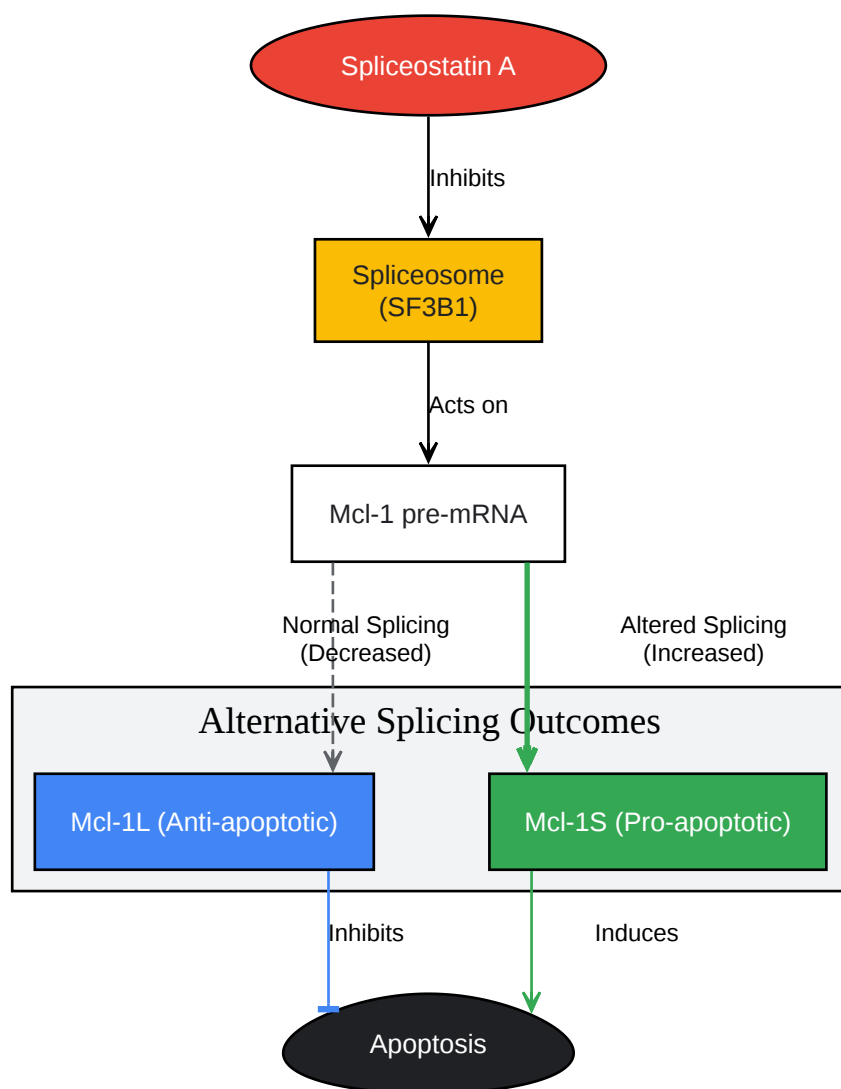 Spliceostatin A
Inhibits
Spliceosome
(SF3B1)
Acts on
Mcl-1 pre-mRNA
Normal Splicing
(Decreased)
Altered Splicing
(Increased)
Alternative Splicing Outcomes
Mcl-1L (Anti-apoptotic)
Mcl-1S (Pro-apoptotic)
Inhibits
Induces
Apoptosis